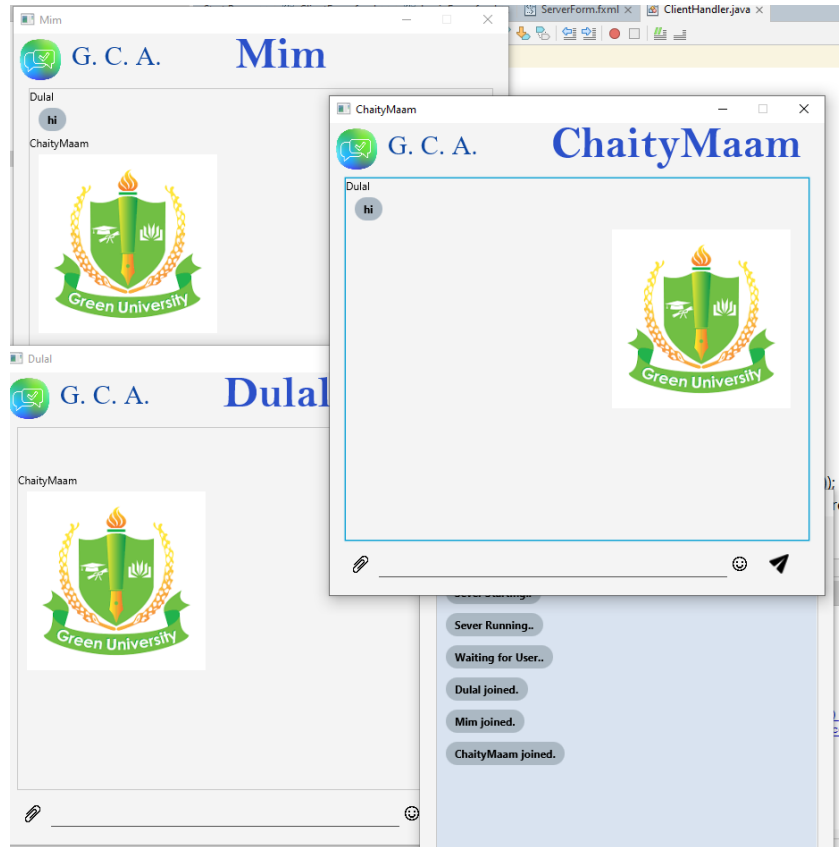 ServerForm.fxml
ClientHandler.java
Mim
G. C. A.
Mim
Dulal
hi
ChaityMaam
Green University
ChaityMaam
G. C. A.
ChaityMaam
Dulal
hi
Green University
Dulal
G. C. A.
Dulal
ChaityMaam
Green University
Sever Running..
Waiting for User..
Dulal joined.
Mim joined.
ChaityMaam joined.